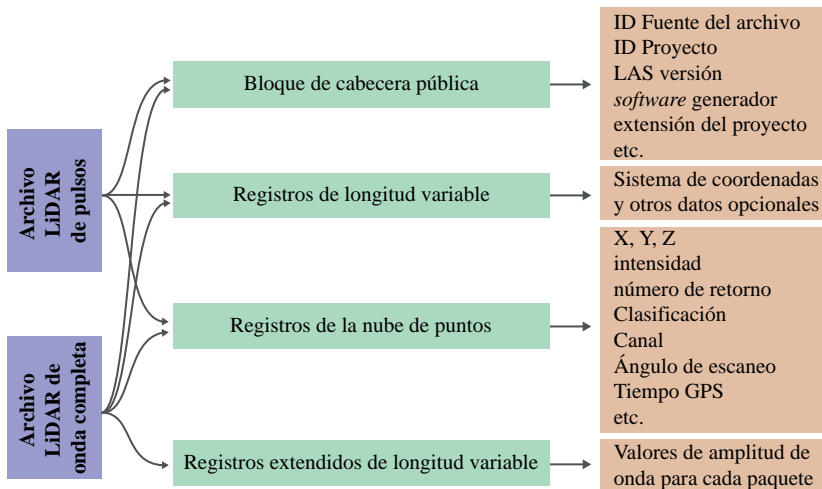 Archivo
LiDAR
de pulsos
Archivo
LiDAR de
onda completa
Bloque de cabecera pública
Registros de longitud variable
Registros de la nube de puntos
Registros extendidos de longitud variable
ID Fuente del archivo
ID Proyecto
LAS versión
software generador
extensión del proyecto
etc.
Sistema de coordenadas
y otros datos opcionales
X, Y, Z
intensidad
número de retorno
Clasificación
Canal
Ángulo de escaneo
Tiempo GPS
etc.
Valores de amplitud de
onda para cada paquete